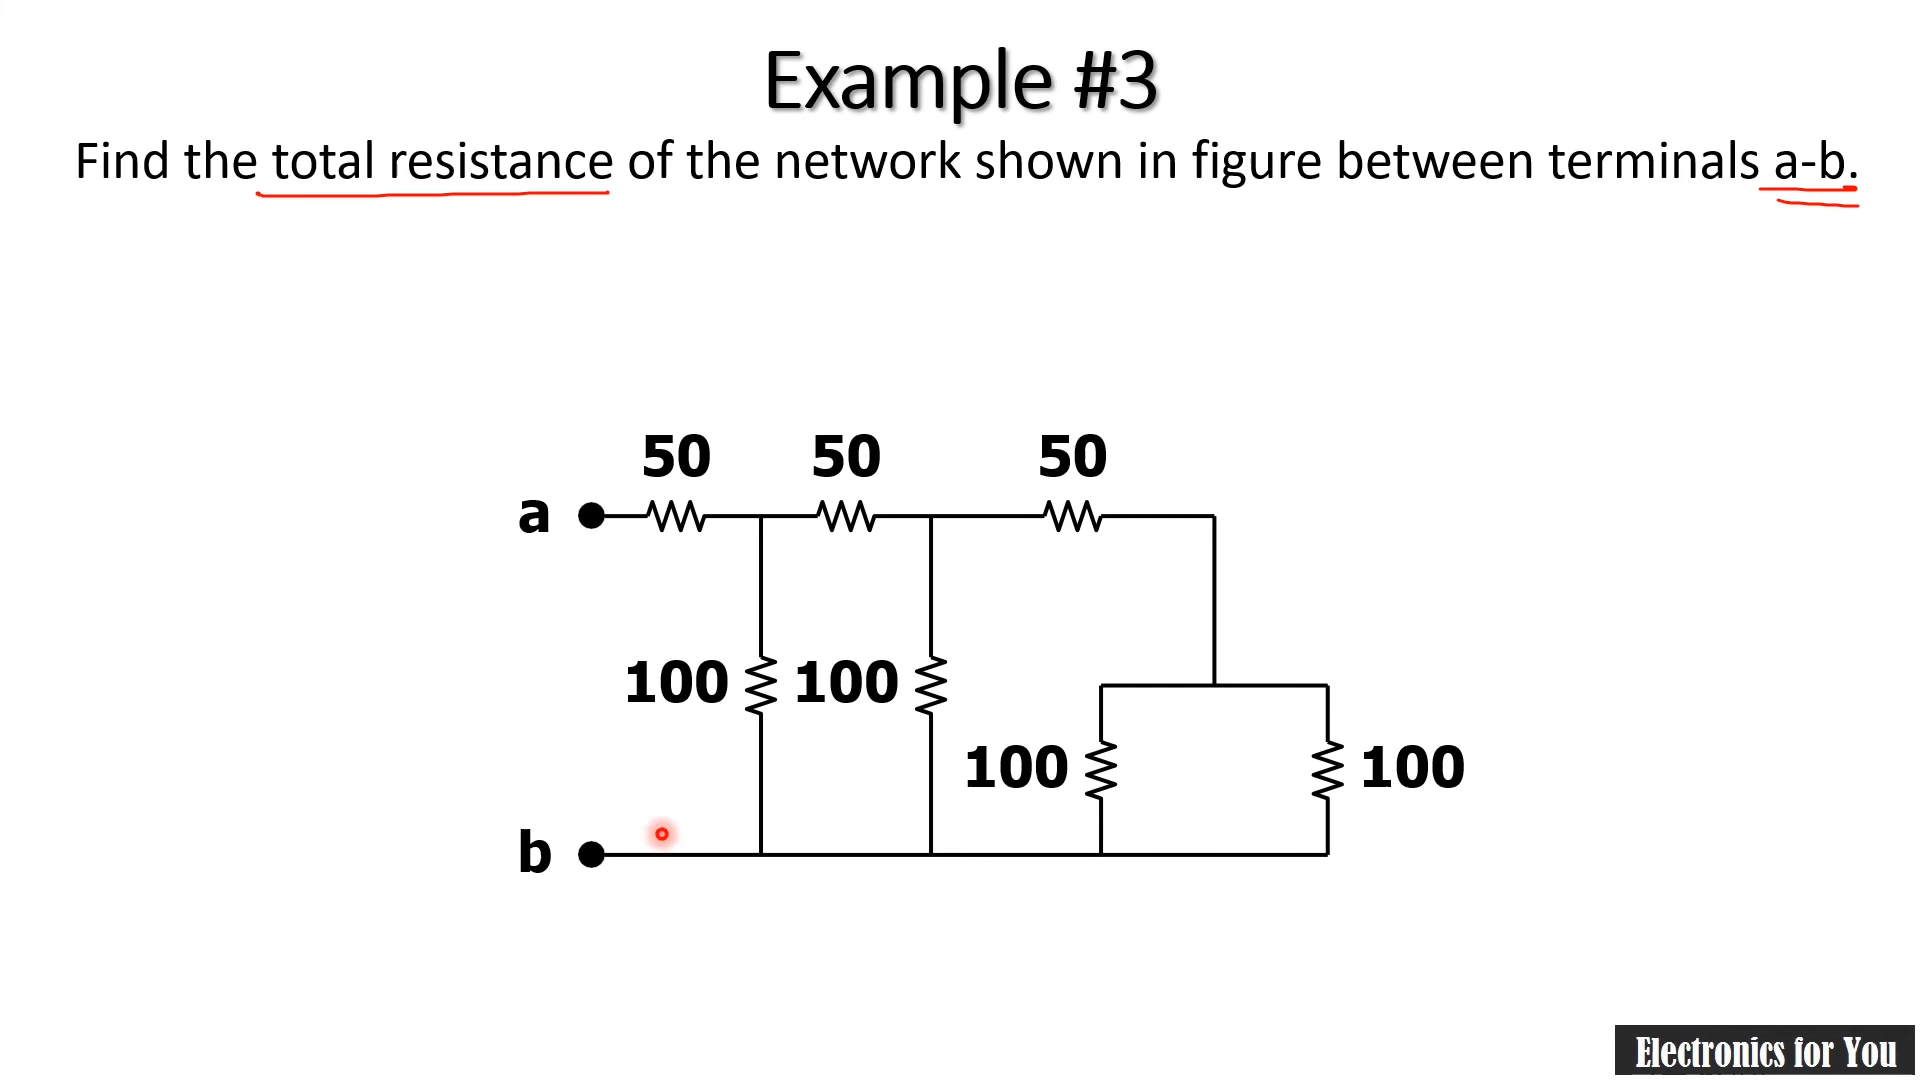 Example #3
Find the total resistance of the network shown in figure between terminals a-b.
50 50 50
a
100 100
100 100
b
Electronics for You